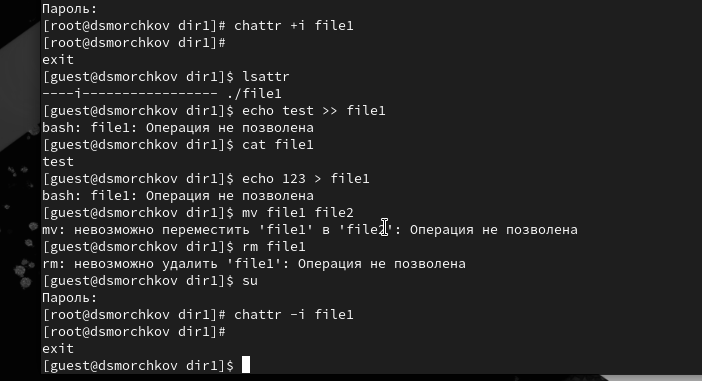 Пароль:
[root@dsmorchkov dir1]# chattr +i file1
[root@dsmorchkov dir1]#
exit
[guest@dsmorchkov dir1]$ lsattr
----i----------------- ./file1
[guest@dsmorchkov dir1]$ echo test >> file1
bash: file1: Операция не позволена
[guest@dsmorchkov dir1]$ cat file1
test
[guest@dsmorchkov dir1]$ echo 123 > file1
bash: file1: Операция не позволена
[guest@dsmorchkov dir1]$ mv file1 file2
mv: невозможно переместить 'file1' в 'file2': Операция не позволена
[guest@dsmorchkov dir1]$ rm file1
rm: невозможно удалить 'file1': Операция не позволена
[guest@dsmorchkov dir1]$ su
Пароль:
[root@dsmorchkov dir1]# chattr -i file1
[root@dsmorchkov dir1]#
exit
[guest@dsmorchkov dir1]$